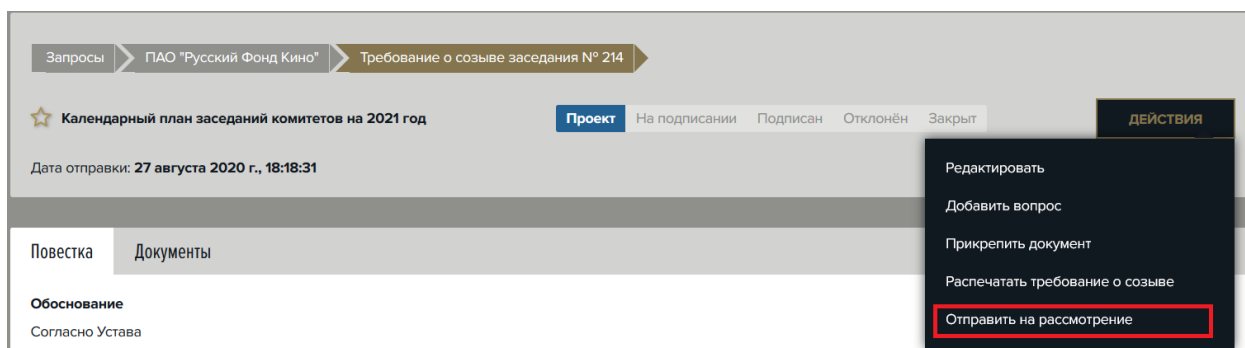 Запросы ПАО "Русский Фонд Кино" Требование о созыве заседания № 214
Календарный план заседаний комитетов на 2021 год Проект На подписании Подписан Отклонён Закрыт ДЕЙСТВИЯ
Дата отправки: 27 августа 2020 г., 18:18:31
Редактировать
Добавить вопрос
Прикрепить документ
Распечатать требование о созыве
Отправить на рассмотрение
Повестка Документы
Обоснование
Согласно Устава